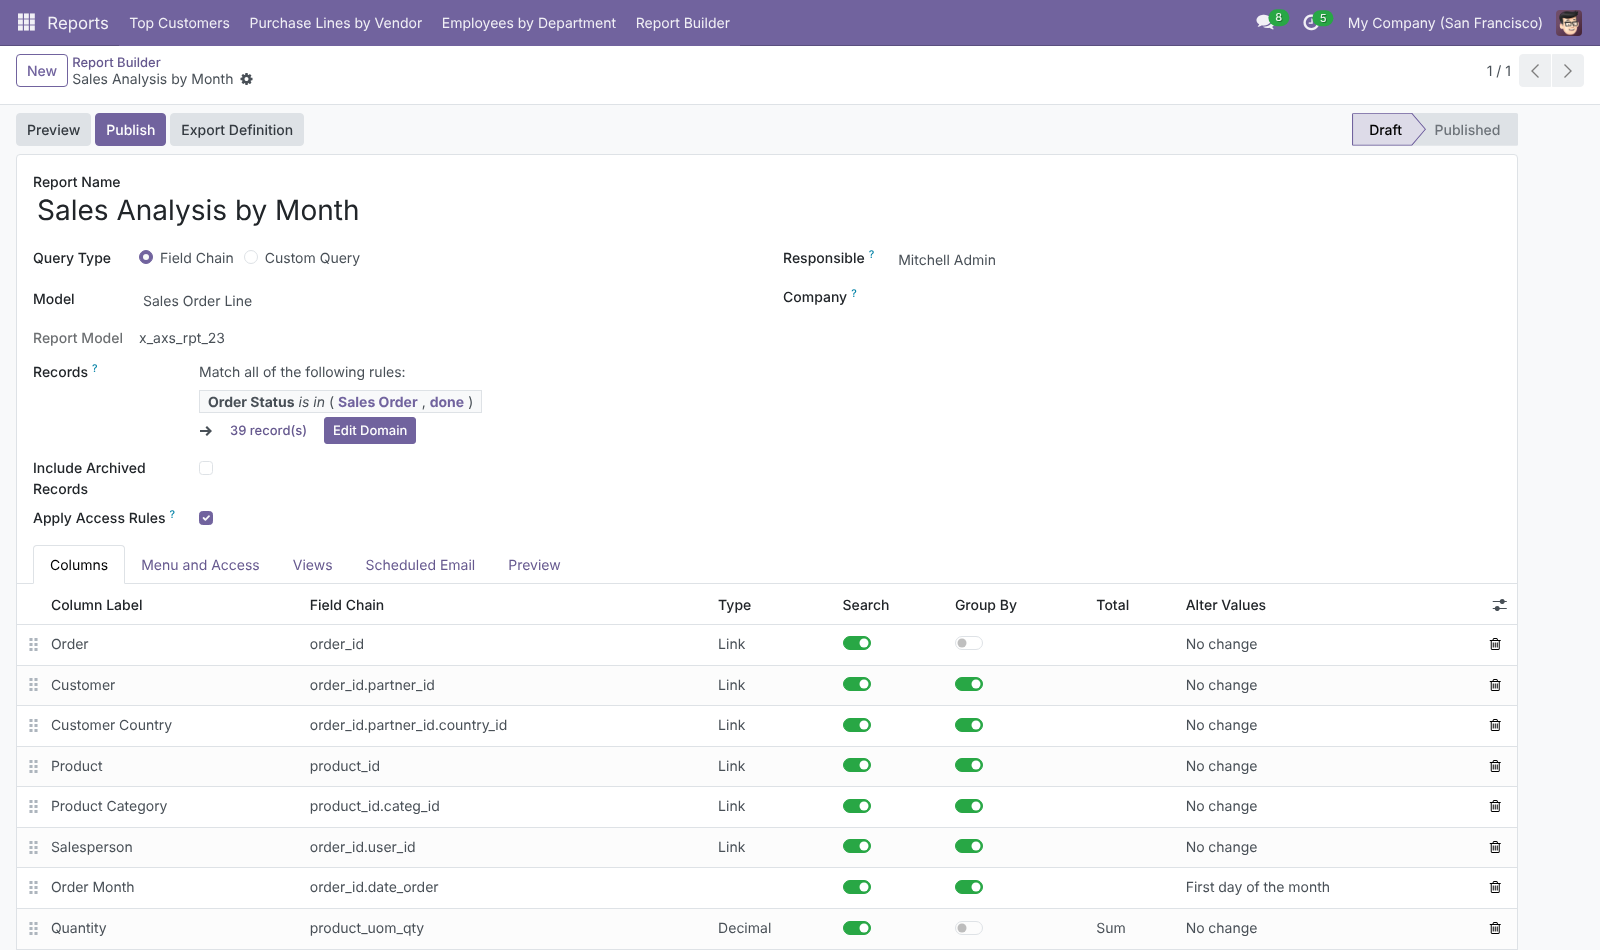 Reports Top Customers Purchase Lines by Vendor Employees by Department Report Builder 8 5 My Company (San Francisco)
New Report Builder
Sales Analysis by Month 1 / 1
Preview Publish Export Definition Draft Published
Report Name
Sales Analysis by Month
Query Type Field Chain Custom Query Responsible ? Mitchell Admin
Model Sales Order Line Company ?
Report Model x_axs_rpt_23
Records ? Match all of the following rules:
Order Status is in ( Sales Order , done )
39 record(s) Edit Domain
Include Archived
Records
Apply Access Rules ?
Columns Menu and Access Views Scheduled Email Preview
Column Label Field Chain Type Search Group By Total Alter Values
Order order_id Link No change
Customer order_id.partner_id Link No change
Customer Country order_id.partner_id.country_id Link No change
Product product_id Link No change
Product Category product_id.categ_id Link No change
Salesperson order_id.user_id Link No change
Order Month order_id.date_order First day of the month
Quantity product_uom_qty Decimal Sum No change